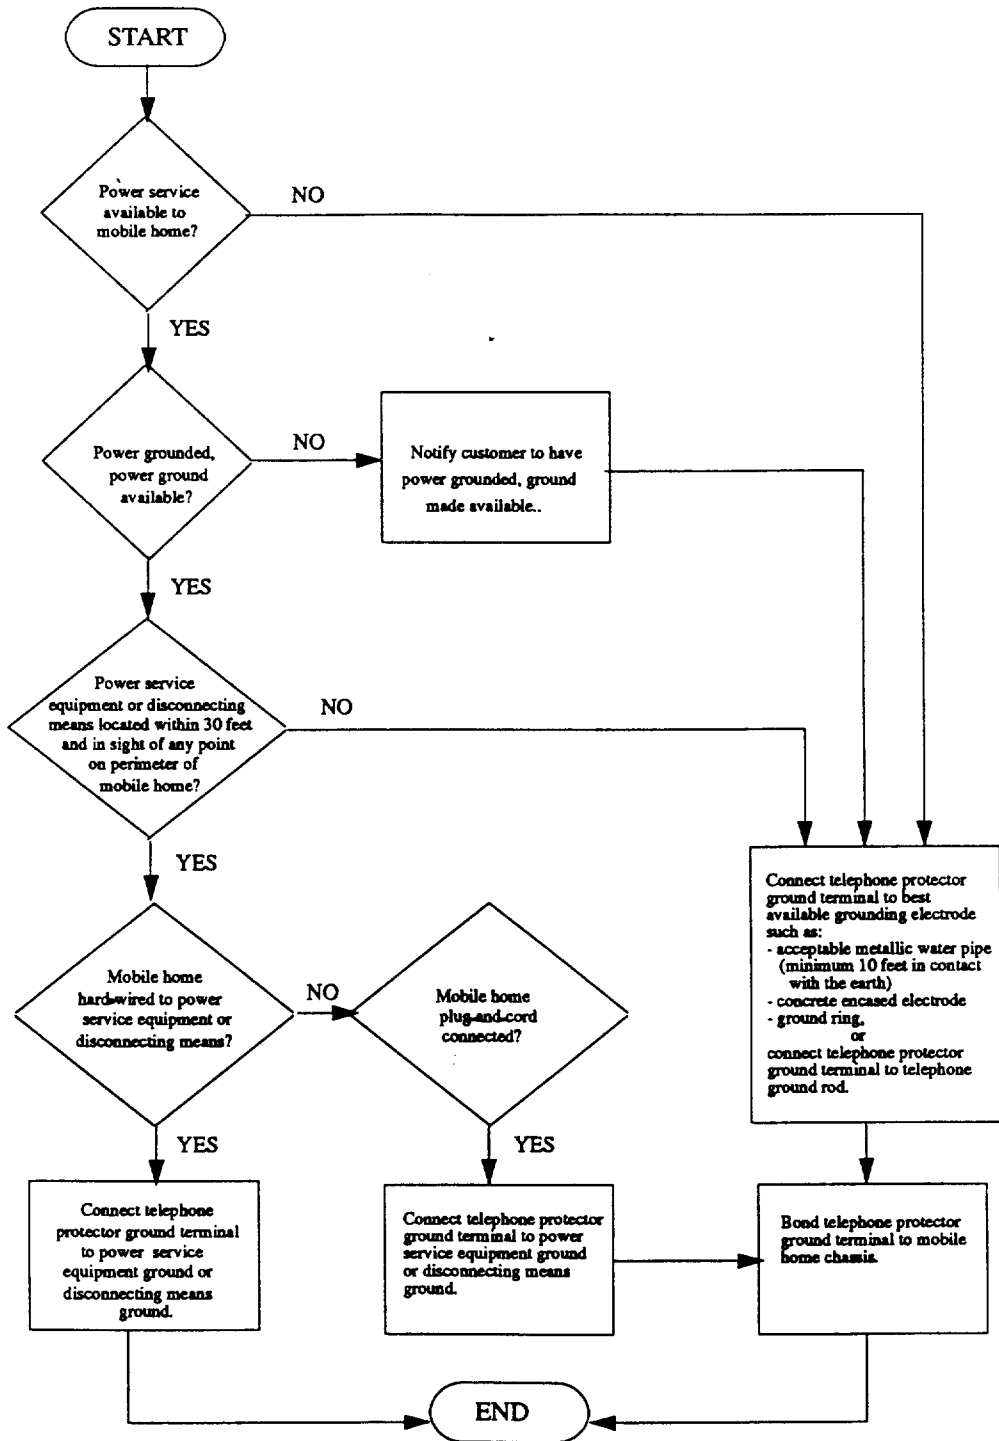 START
Power service
available to
mobile home?
NO
YES
Power grounded,
power ground
available?
NO
Notify customer to have
power grounded, ground
made available..
YES
Power service
equipment or disconnecting
means located within 30 feet
and in sight of any point
on perimeter of
mobile home?
NO
YES
Mobile home
hard-wired to power
service equipment or
disconnecting means?
NO
Mobile home
plug-and-cord
connected?
Connect telephone protector
ground terminal to best
available grounding electrode
such as:
- acceptable metallic water pipe
(minimum 10 feet in contact
with the earth)
- concrete encased electrode
- ground ring,
or
connect telephone protector
ground terminal to telephone
ground rod.
YES
YES
Connect telephone
protector ground terminal
to power service
equipment ground or
disconnecting means
ground.
Connect telephone protector
ground terminal to power
service equipment ground
or disconnecting means
ground.
Bond telephone protector
ground terminal to mobile
home chassis.
END